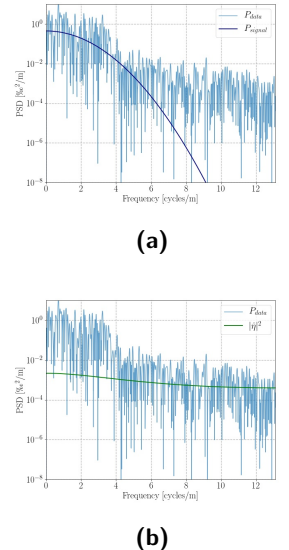 P_data
P_signal
10^0
10^-2
10^-4
10^-6
10^-8
PSD [‰²/m]
0 2 4 6 8 10 12
Frequency [cycles/m]
(a)
P_data
|η̂|²
10^0
10^-2
10^-4
10^-6
10^-8
PSD [‰²/m]
0 2 4 6 8 10 12
Frequency [cycles/m]
(b)